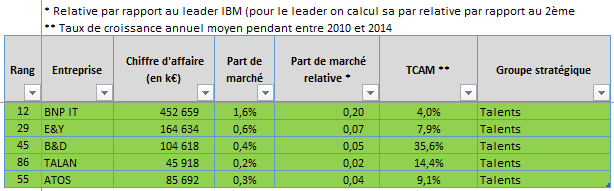 * Relative par rapport au leader IBM (pour le leader on calcul sa par relative par rapport au 2ème
** Taux de croissance annuel moyen pendant entre 2010 et 2014
Rang Entreprise Chiffre d'affaire (en k€) Part de marché Part de marché relative * TCAM ** Groupe stratégique
12 BNP IT 452 659 1,6% 0,20 4,0% Talents
29 E&Y 164 634 0,6% 0,07 7,9% Talents
45 B&D 104 618 0,4% 0,05 35,6% Talents
86 TALAN 45 918 0,2% 0,02 14,4% Talents
55 ATOS 85 692 0,3% 0,04 9,1% Talents